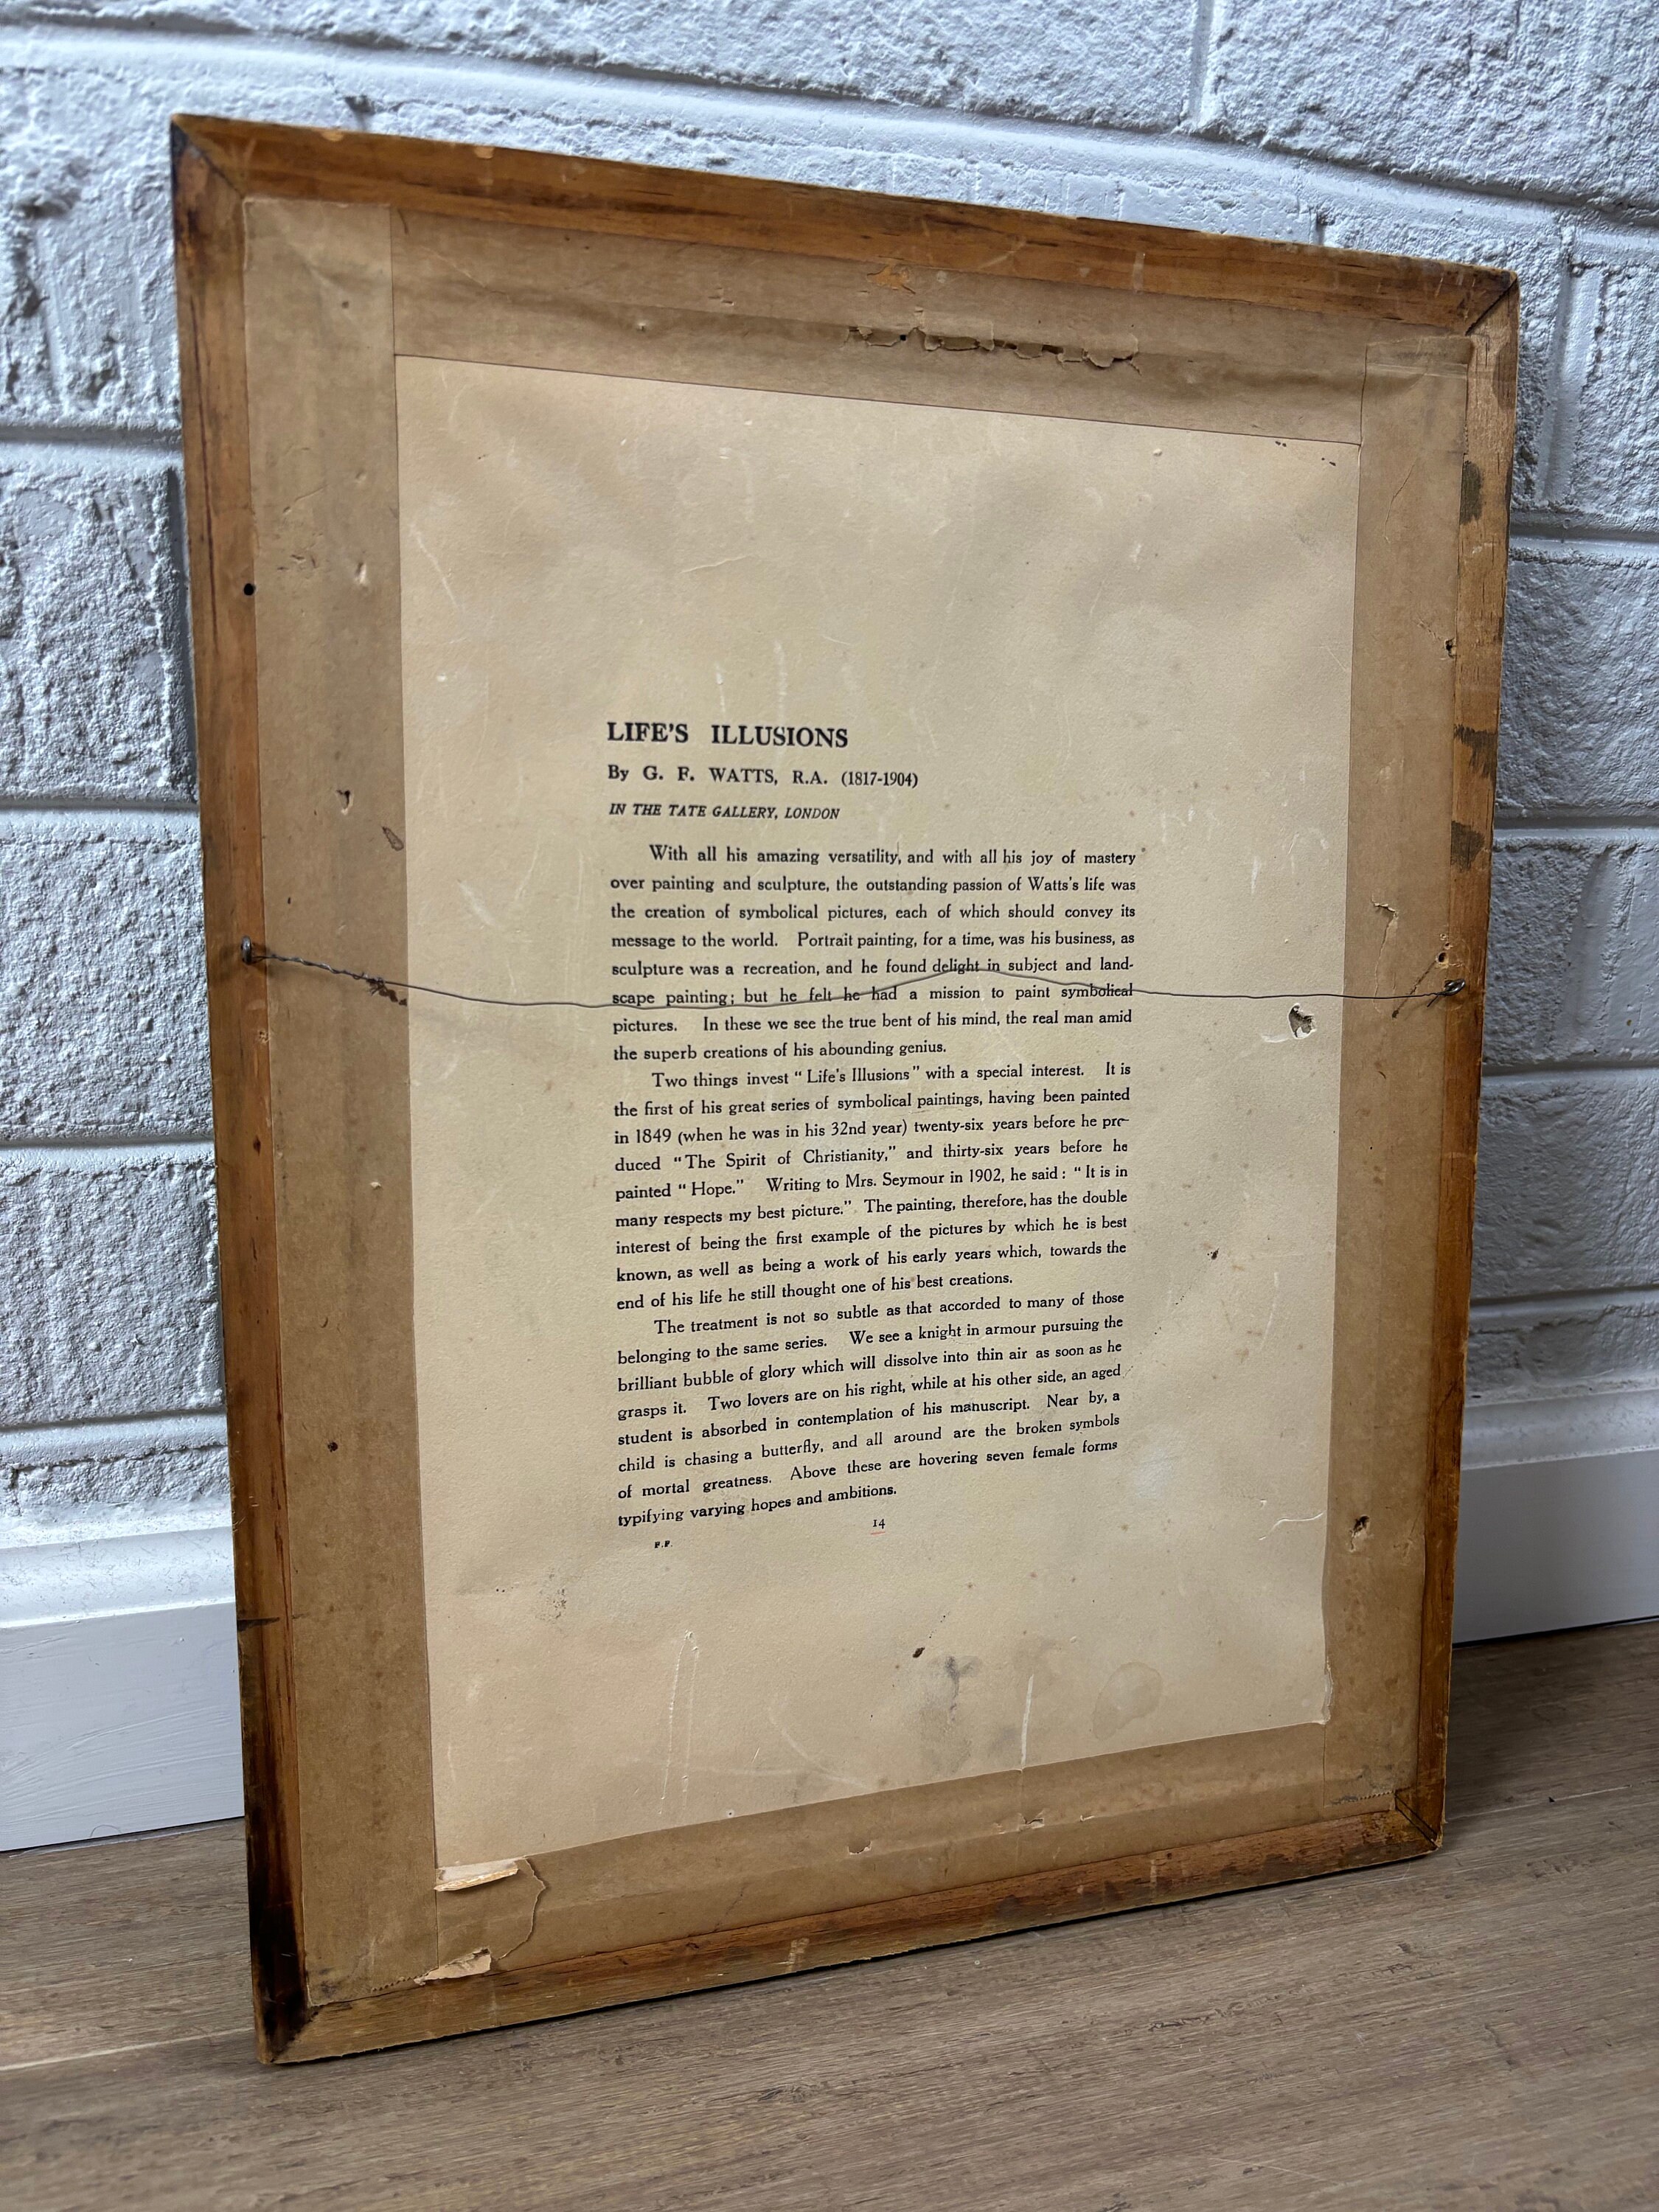 LIFE'S ILLUSIONS
By G. F. WATTS, R.A. (1817-1904)
IN THE TATE GALLERY, LONDON
With all his amazing versatility, and with all his joy of mastery
over painting and sculpture, the outstanding passion of Watts's life was
the creation of symbolical pictures, each of which should convey its
message to the world. Portrait painting, for a time, was his business, as
sculpture was a recreation, and he found delight in subject and land-
scape painting; but he felt he had a mission to paint symbolical
pictures. In these we see the true bent of his mind, the real man amid
the superb creations of his abounding genius.
Two things invest "Life's Illusions" with a special interest. It is
the first of his great series of symbolical paintings, having been painted
in 1849 (when he was in his 32nd year) twenty-six years before he pro-
duced "The Spirit of Christianity," and thirty-six years before he
painted "Hope." Writing to Mrs. Seymour in 1902, he said: "It is in
many respects my best picture." The painting, therefore, has the double
interest of being the first example of the pictures by which he is best
known, as well as being a work of his early years which, towards the
end of his life he still thought one of his best creations.
The treatment is not so subtle as that accorded to many of those
belonging to the same series. We see a knight in armour pursuing the
brilliant bubble of glory which will dissolve into thin air as soon as he
grasps it. Two lovers are on his right, while at his other side, an aged
student is absorbed in contemplation of his manuscript. Near by, a
child is chasing a butterfly, and all around are the broken symbols
of mortal greatness. Above these are hovering seven female forms
typifying varying hopes and ambitions.
14
F.F.